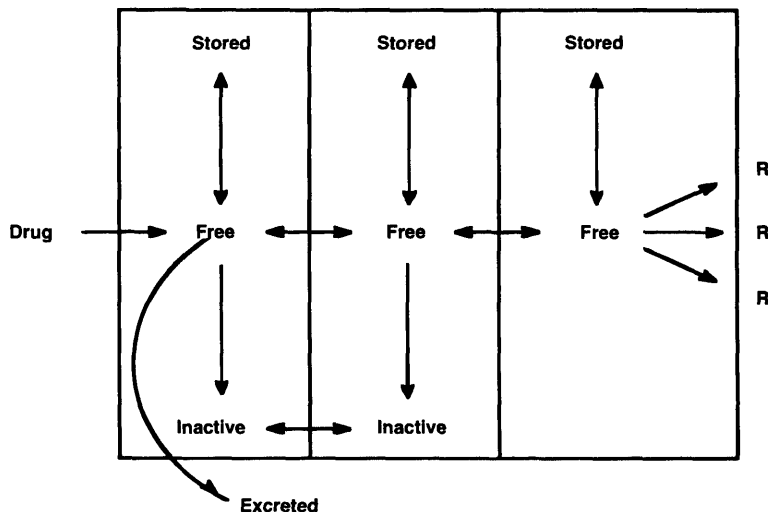 Stored Stored Stored
R
Drug Free Free Free R
R
Inactive Inactive
Excreted